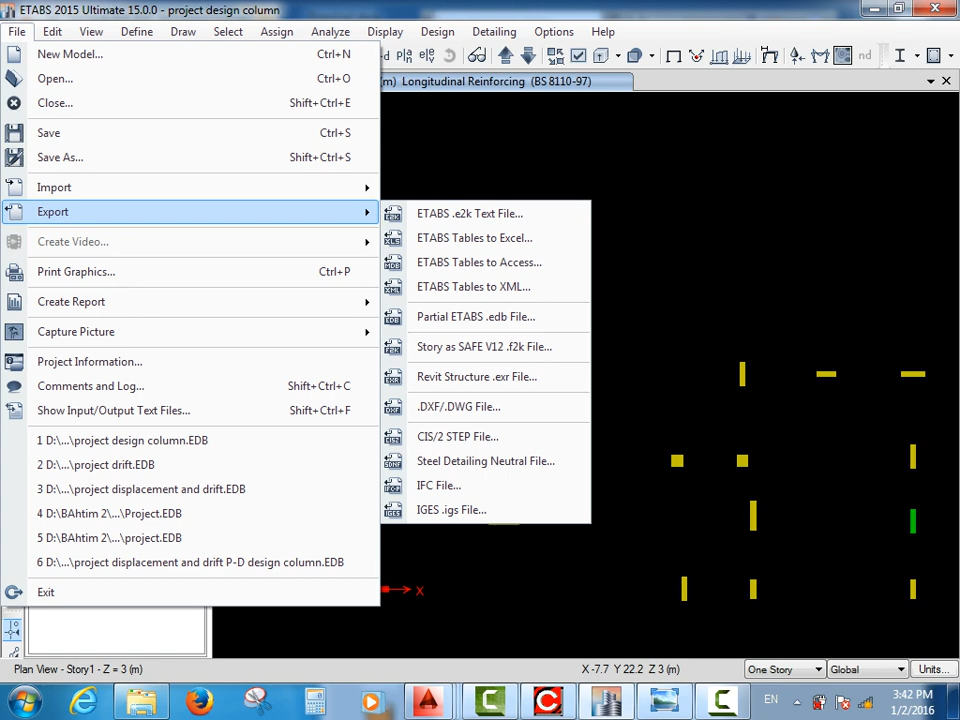 ETABS 2015 Ultimate 15.0.0 - project design column
File Edit View Define Draw Select Assign Analyze Display Design Detailing Options Tools Help
New Model... Ctrl+N
Open... Ctrl+O
Close... Shift+Ctrl+E
Save Ctrl+S
Save As... Shift+Ctrl+S
Import
Export
Create Video...
Print Graphics... Ctrl+P
Create Report
Capture Picture
Project Information...
Comments and Log... Shift+Ctrl+C
Show Input/Output Text Files... Shift+Ctrl+F
1 D:\...\project design column.EDB
2 D:\...\project drift.EDB
3 D:\...\project displacement and drift.EDB
4 D:\BAhtim 2\...\Project.EDB
5 D:\BAhtim 2\...\project.EDB
6 D:\...\project displacement and drift P-D design column.EDB
Exit
pla ele nd
m) Longitudinal Reinforcing (BS 8110-97)
ETABS .e2k Text File...
ETABS Tables to Excel...
ETABS Tables to Access...
ETABS Tables to XML...
Partial ETABS .edb File...
Story as SAFE V12 .f2k File...
Revit Structure .exr File...
.DXF/.DWG File...
CIS/2 STEP File...
Steel Detailing Neutral File...
IFC File...
IGES .igs File...
X
Plan View - Story1 - Z = 3 (m) X -7.7 Y 22.2 Z 3 (m) One Story Global Units...
EN
3:42 PM
1/2/2016